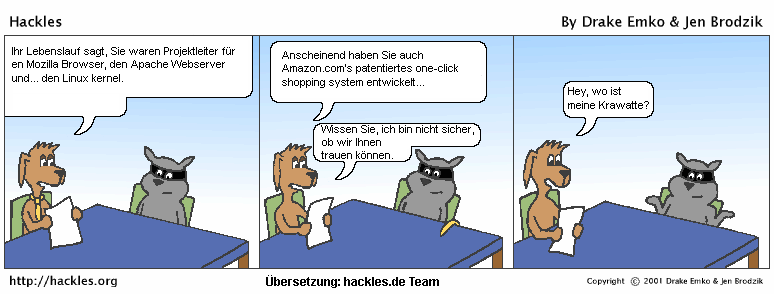 Hackles
By Drake Emko & Jen Brodzik
Ihr Lebenslauf sagt, Sie waren Projektleiter für
en Mozilla Browser, den Apache Webserver
und... den Linux kernel.
Anscheinend haben Sie auch
Amazon.com's patentiertes one-click
shopping system entwickelt...
Wissen Sie, ich bin nicht sicher,
ob wir Ihnen
trauen können.
Hey, wo ist
meine Krawatte?
http://hackles.org
Übersetzung: hackles.de Team
Copyright © 2001 Drake Emko & Jen Brodzik